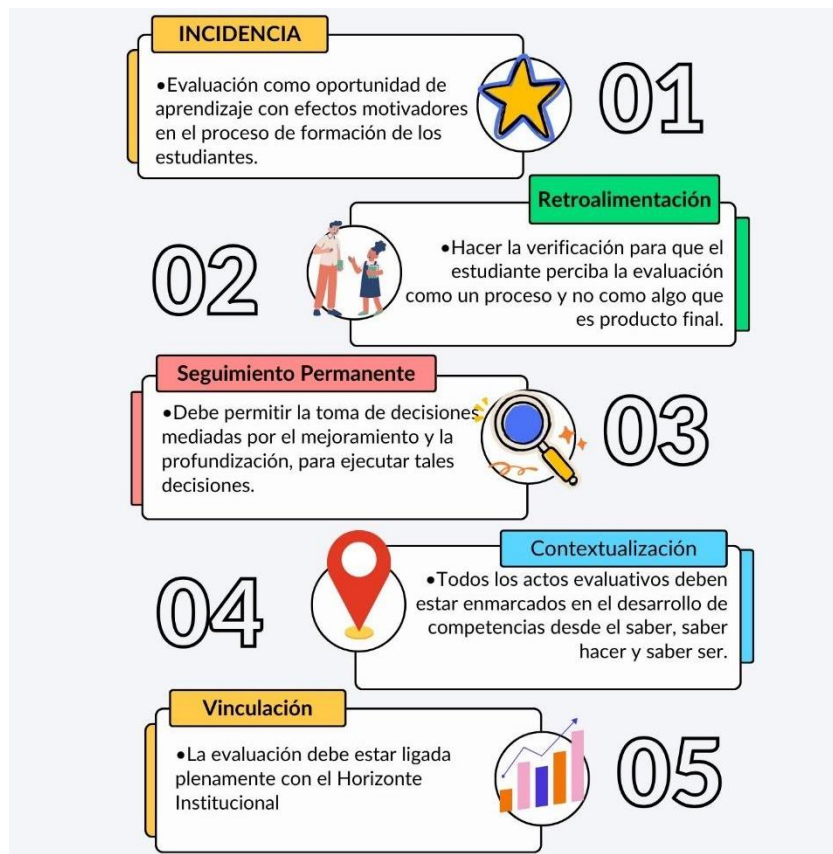 INCIDENCIA
•Evaluación como oportunidad de
aprendizaje con efectos motivadores
en el proceso de formación de los
estudiantes.
01
Retroalimentación
•Hacer la verificación para que el
estudiante perciba la evaluación
como un proceso y no como algo que
es producto final.
02
Seguimiento Permanente
•Debe permitir la toma de decisiones
mediadas por el mejoramiento y la
profundización, para ejecutar tales
decisiones.
03
Contextualización
•Todos los actos evaluativos deben
estar enmarcados en el desarrollo de
competencias desde el saber, saber
hacer y saber ser.
04
Vinculación
•La evaluación debe estar ligada
plenamente con el Horizonte
Institucional
05